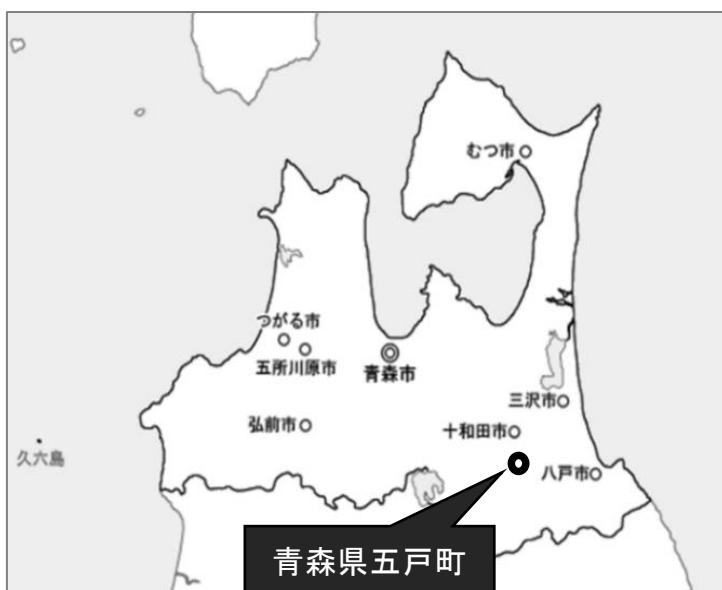 むつ市
つがる市
五所川原市
青森市
三沢市
弘前市
十和田市
久六島
八戸市
青森県五戸町